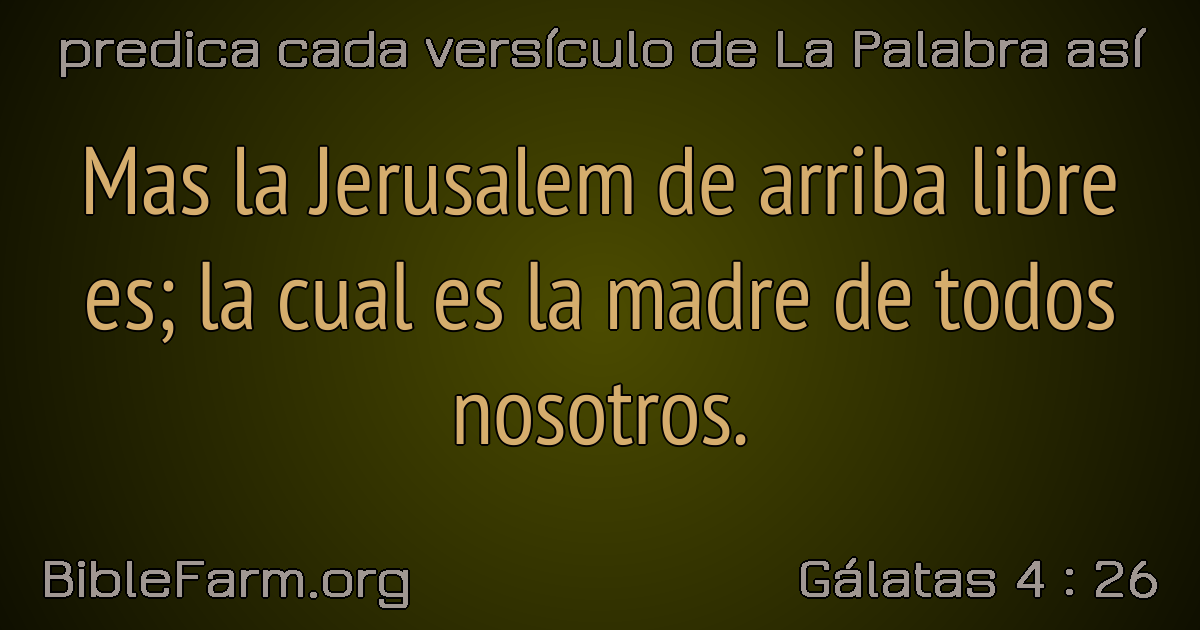 predica cada versículo de La Palabra así
Mas la Jerusalem de arriba libre
es; la cual es la madre de todos
nosotros.
BibleFarm.org
Gálatas 4 : 26